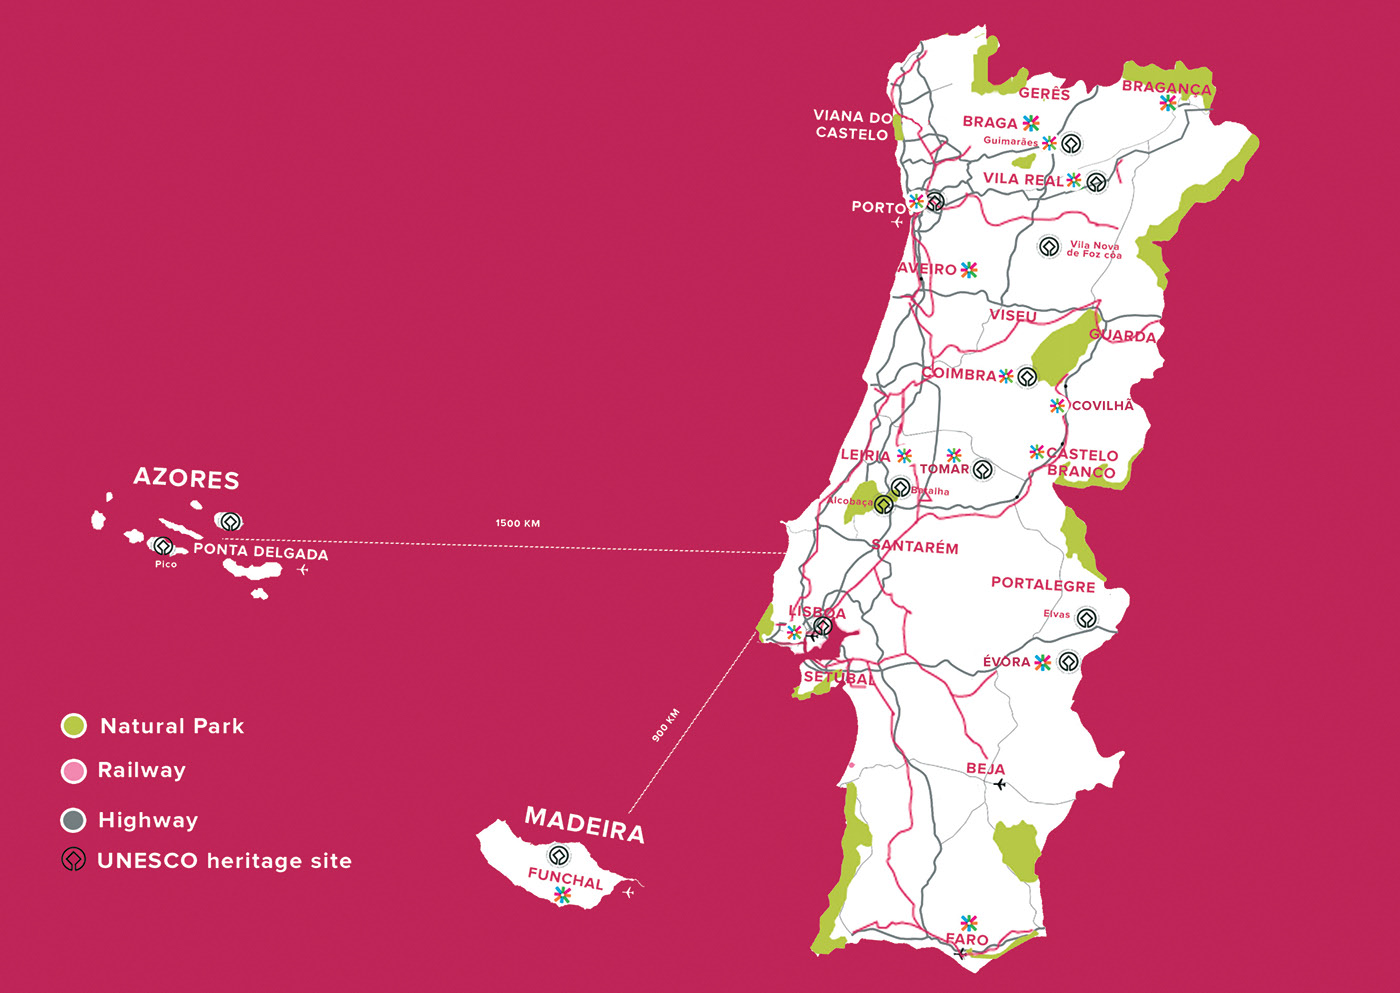 GERÊS
BRAGANÇA
VIANA DO
CASTELO
BRAGA
Guimarães
VILA REAL
PORTO
Vila Nova
de Foz côa
AVEIRO
VISEU
GUARDA
COIMBRA
COVILHÃ
LEIRIA
TOMAR
CASTELO
BRANCO
Batalha
Alcobaça
AZORES
1500 KM
PONTA DELGADA
Pico
SANTARÉM
PORTALEGRE
LISBOA
Elvas
ÉVORA
SETÚBAL
900 KM
BEJA
MADEIRA
FUNCHAL
FARO
Natural Park
Railway
Highway
UNESCO heritage site